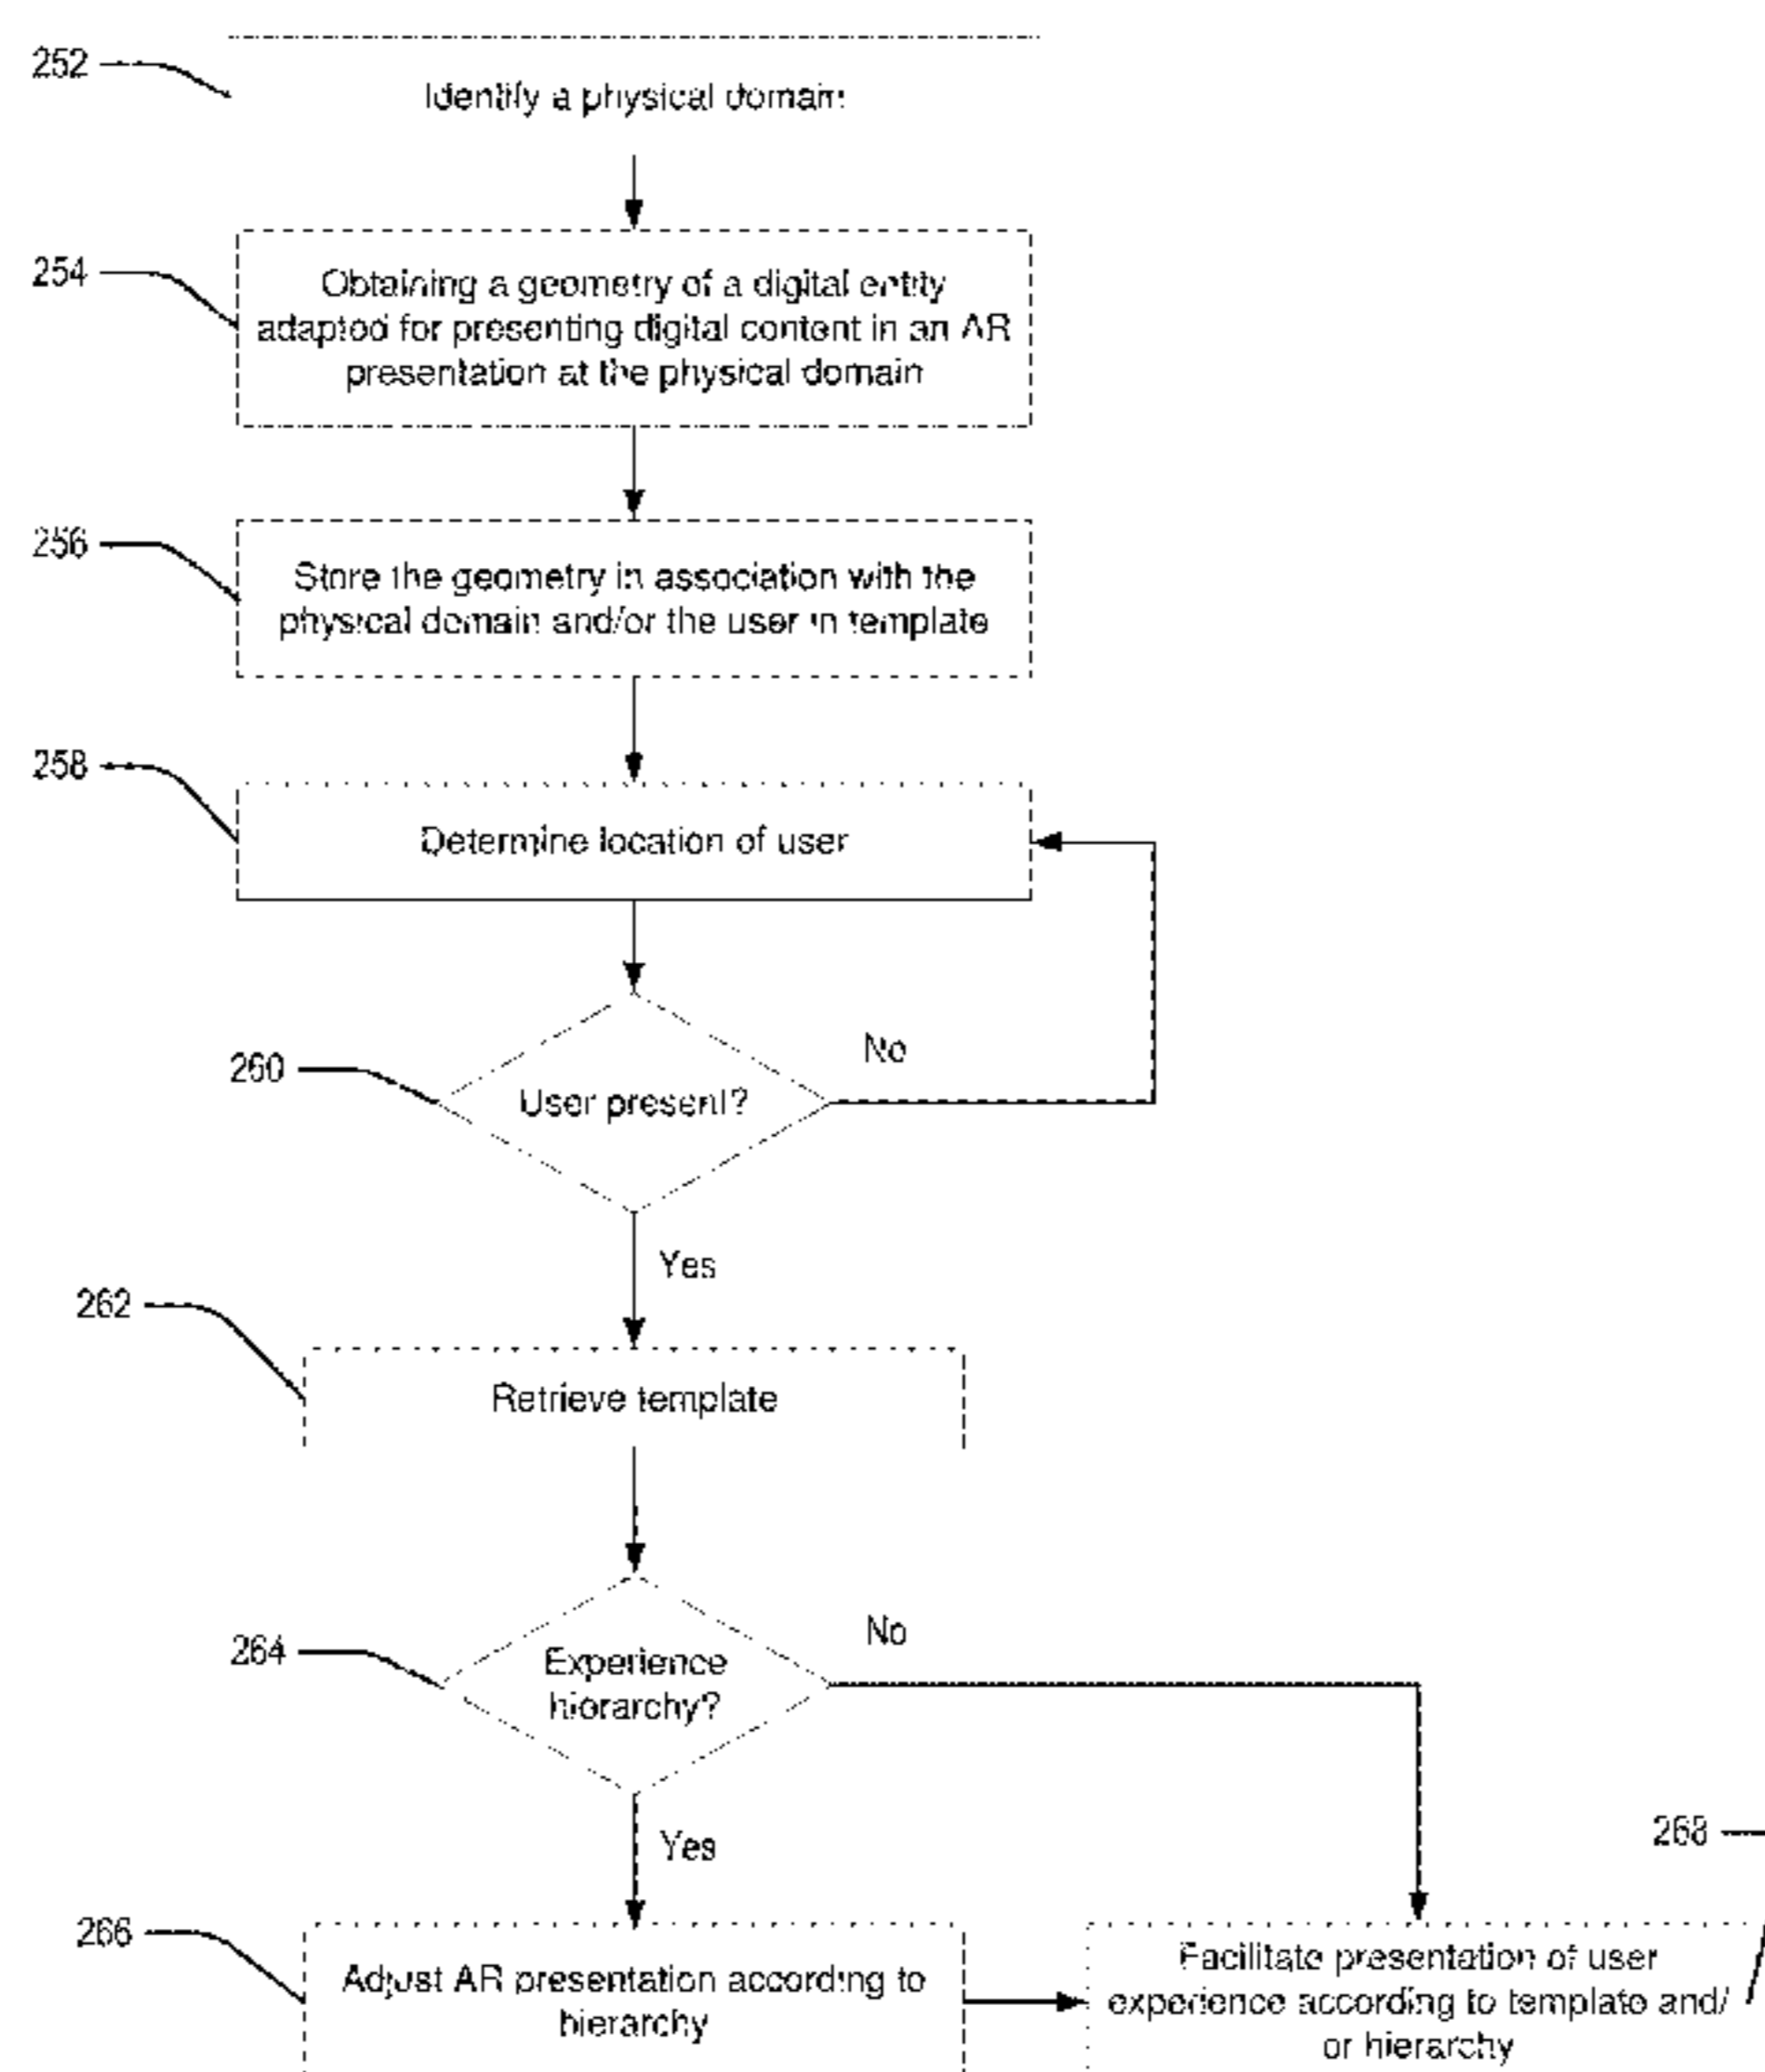 252
Identify a physical domain
254
Obtaining a geometry of a digital entity
adapted for presenting digital content in an AR
presentation at the physical domain
256
Store the geometry in association with the
physical domain and/or the user in template
258
Determine location of user
260
User present?
No
Yes
262
Retrieve template
264
Experience
hierarchy?
No
Yes
266
Adjust AR presentation according to
hierarchy
268
Facilitate presentation of user
experience according to template and/
or hierarchy